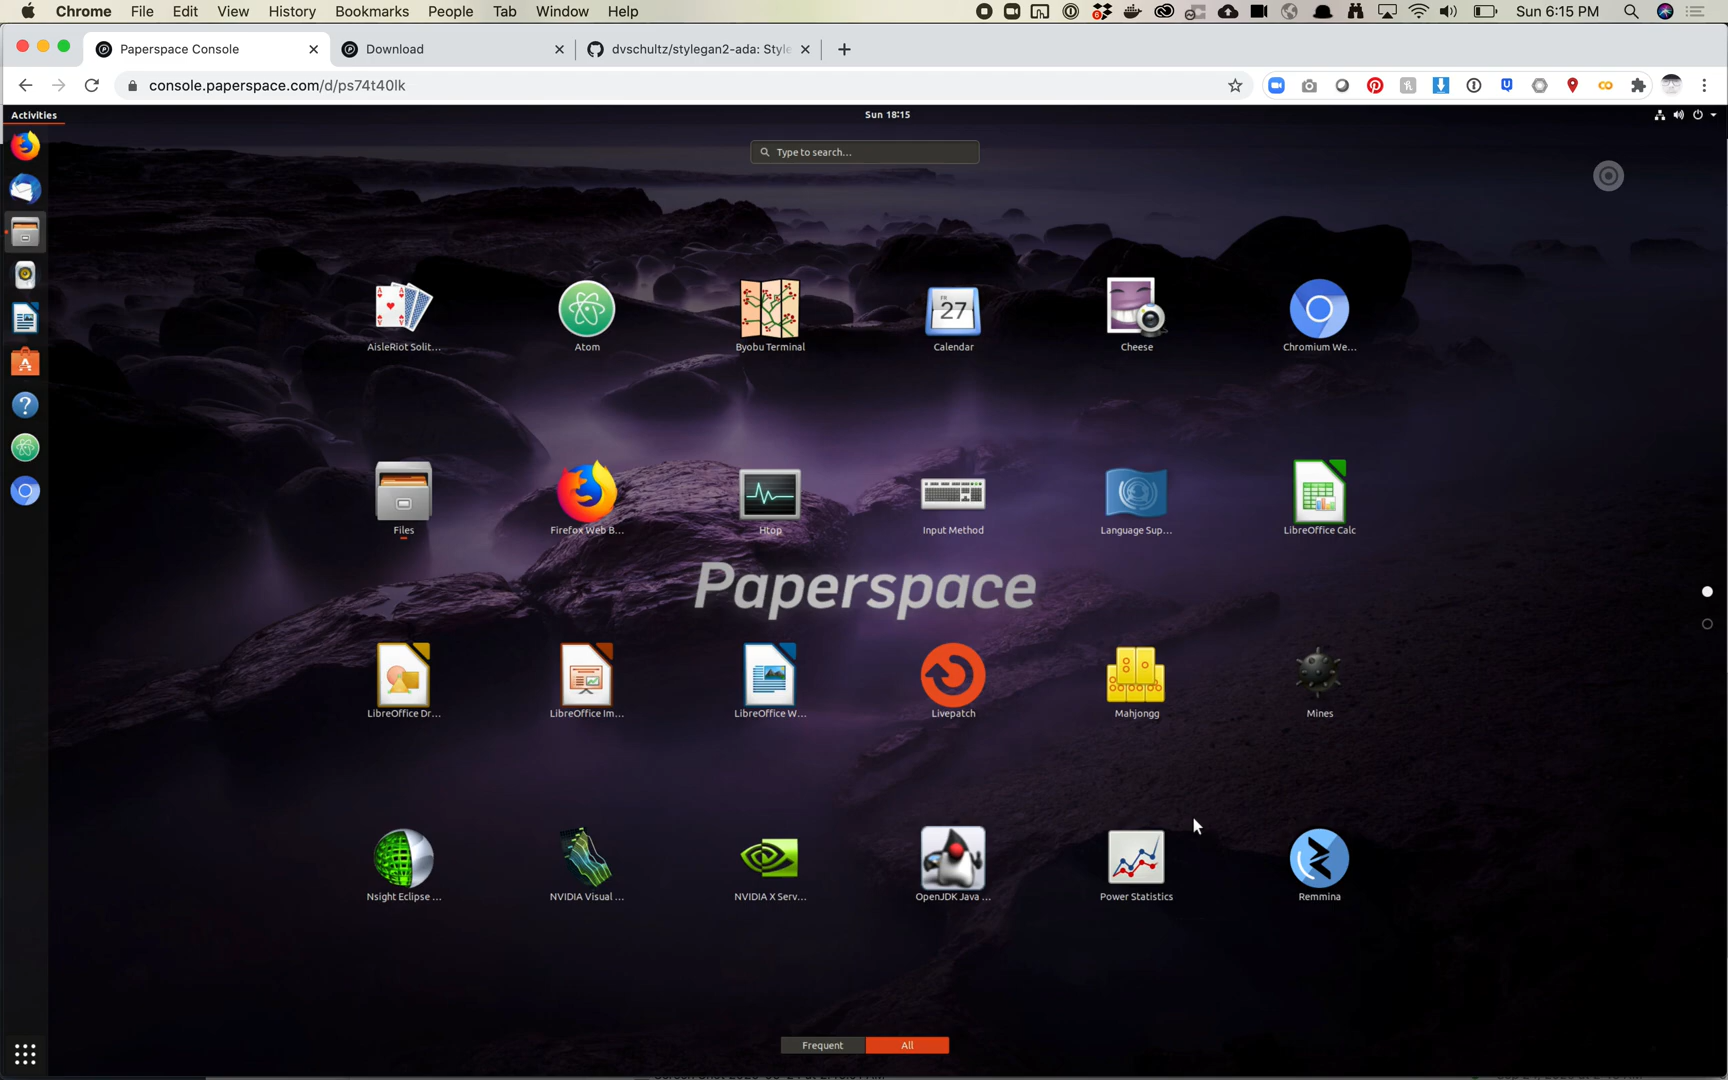 Chrome File Edit View History Bookmarks People Tab Window Help Sun 6:15 PM
Paperspace Console Download dvschultz/stylegan2-ada: Style
console.paperspace.com/d/ps74t40lk
Activities Sun 18:15
Type to search...
AisleRiot Solit... Atom Byobu Terminal Calendar Cheese Chromium We...
FR
27
Files Firefox Web B... Htop Input Method Language Sup... LibreOffice Calc
Paperspace
LibreOffice Dr... LibreOffice Im... LibreOffice W... Livepatch Mahjongg Mines
Nsight Eclipse ... NVIDIA Visual ... NVIDIA X Serv... OpenJDK Java ... Power Statistics Remmina
Frequent All